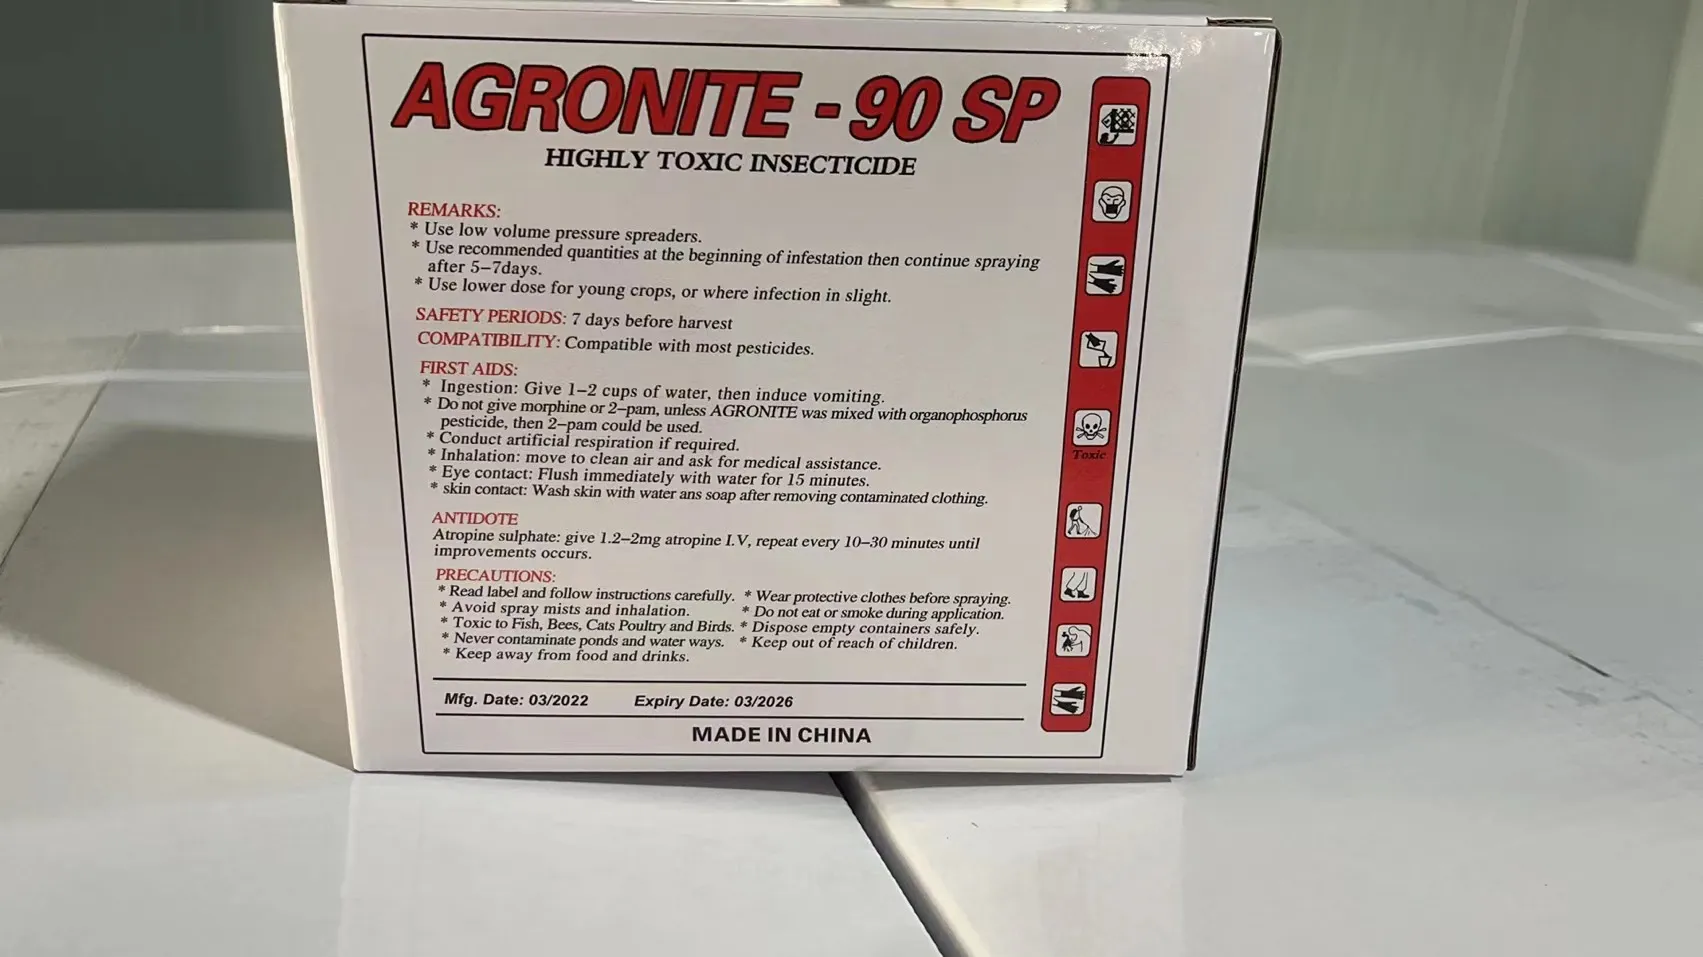 AGRONITE - 90 SP
HIGHLY TOXIC INSECTICIDE
REMARKS:
* Use low volume pressure spreaders.
* Use recommended quantities at the beginning of infestation then continue spraying
after 5-7days.
* Use lower dose for young crops, or where infection in slight.
SAFETY PERIODS: 7 days before harvest
COMPATIBILITY: Compatible with most pesticides.
FIRST AIDS:
* Ingestion: Give 1-2 cups of water, then induce vomiting.
* Do not give morphine or 2-pam, unless AGRONITE was mixed with organophosphorus
pesticide, then 2-pam could be used.
* Conduct artificial respiration if required.
* Inhalation: move to clean air and ask for medical assistance.
* Eye contact: Flush immediately with water for 15 minutes.
* skin contact: Wash skin with water ans soap after removing contaminated clothing.
ANTIDOTE
Atropine sulphate: give 1.2-2mg atropine I.V, repeat every 10-30 minutes until
improvements occurs.
PRECAUTIONS:
* Read label and follow instructions carefully. * Wear protective clothes before spraying.
* Avoid spray mists and inhalation. * Do not eat or smoke during application.
* Toxic to Fish, Bees, Cats Poultry and Birds. * Dispose empty containers safely.
* Never contaminate ponds and water ways. * Keep out of reach of children.
* Keep away from food and drinks.
Mfg. Date: 03/2022 Expiry Date: 03/2026
MADE IN CHINA
Toxic